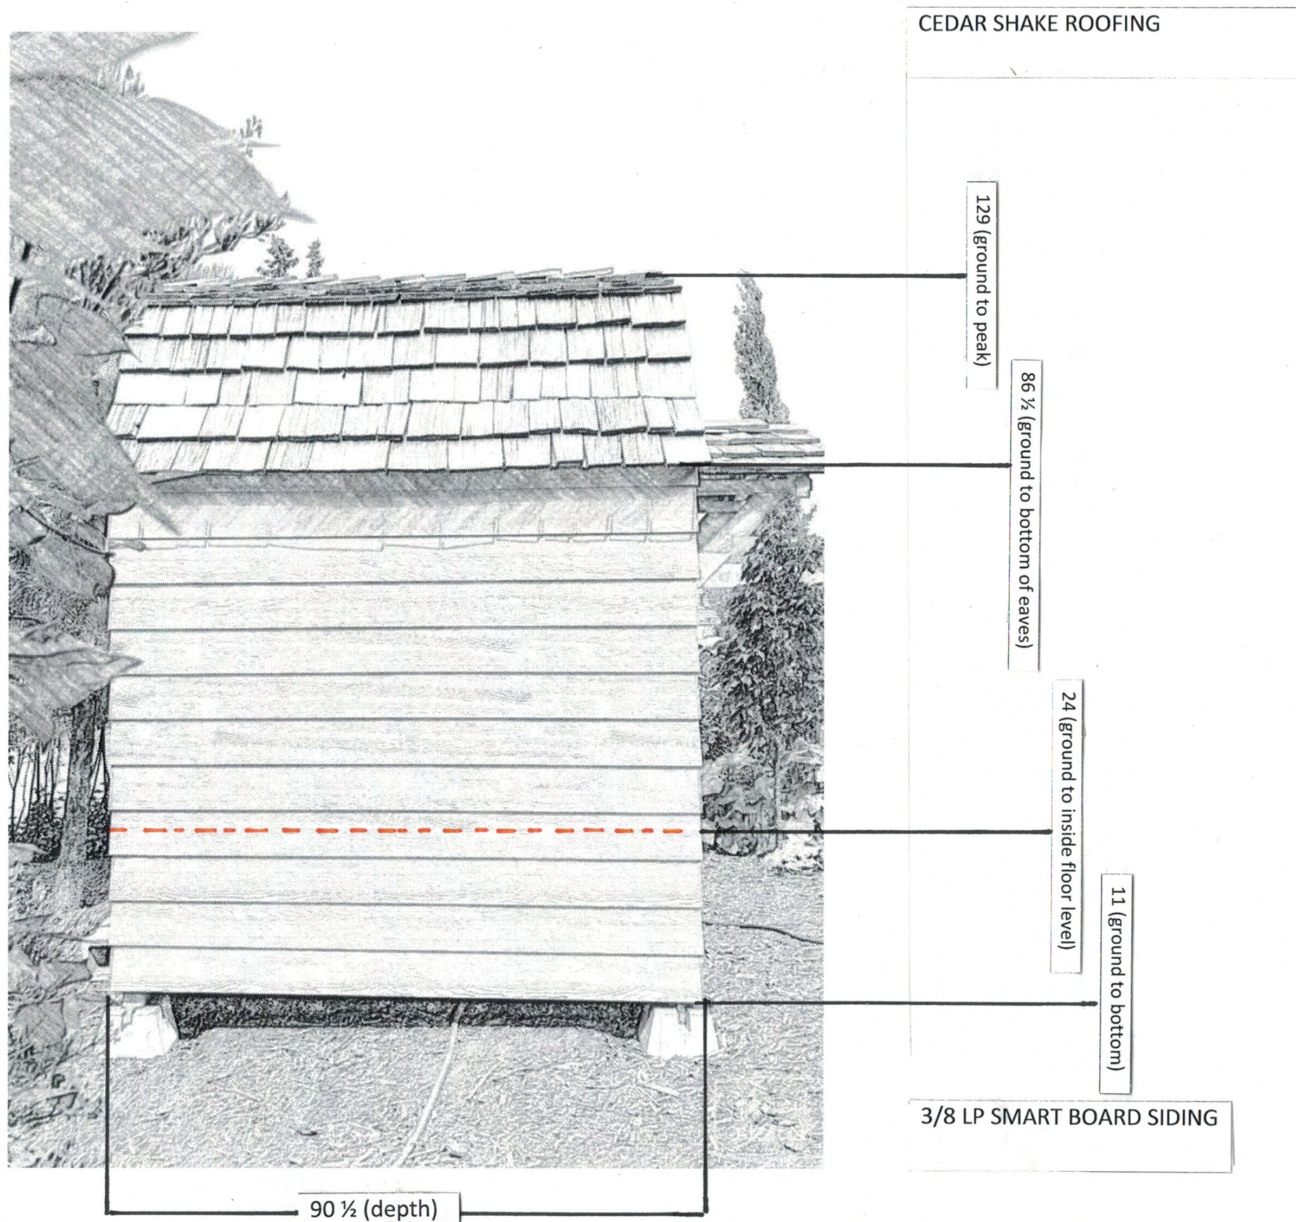 CEDAR SHAKE ROOFING
129 (ground to peak)
86 ½ (ground to bottom of eaves)
24 (ground to inside floor level)
11 (ground to bottom)
3/8 LP SMART BOARD SIDING
90 ½ (depth)